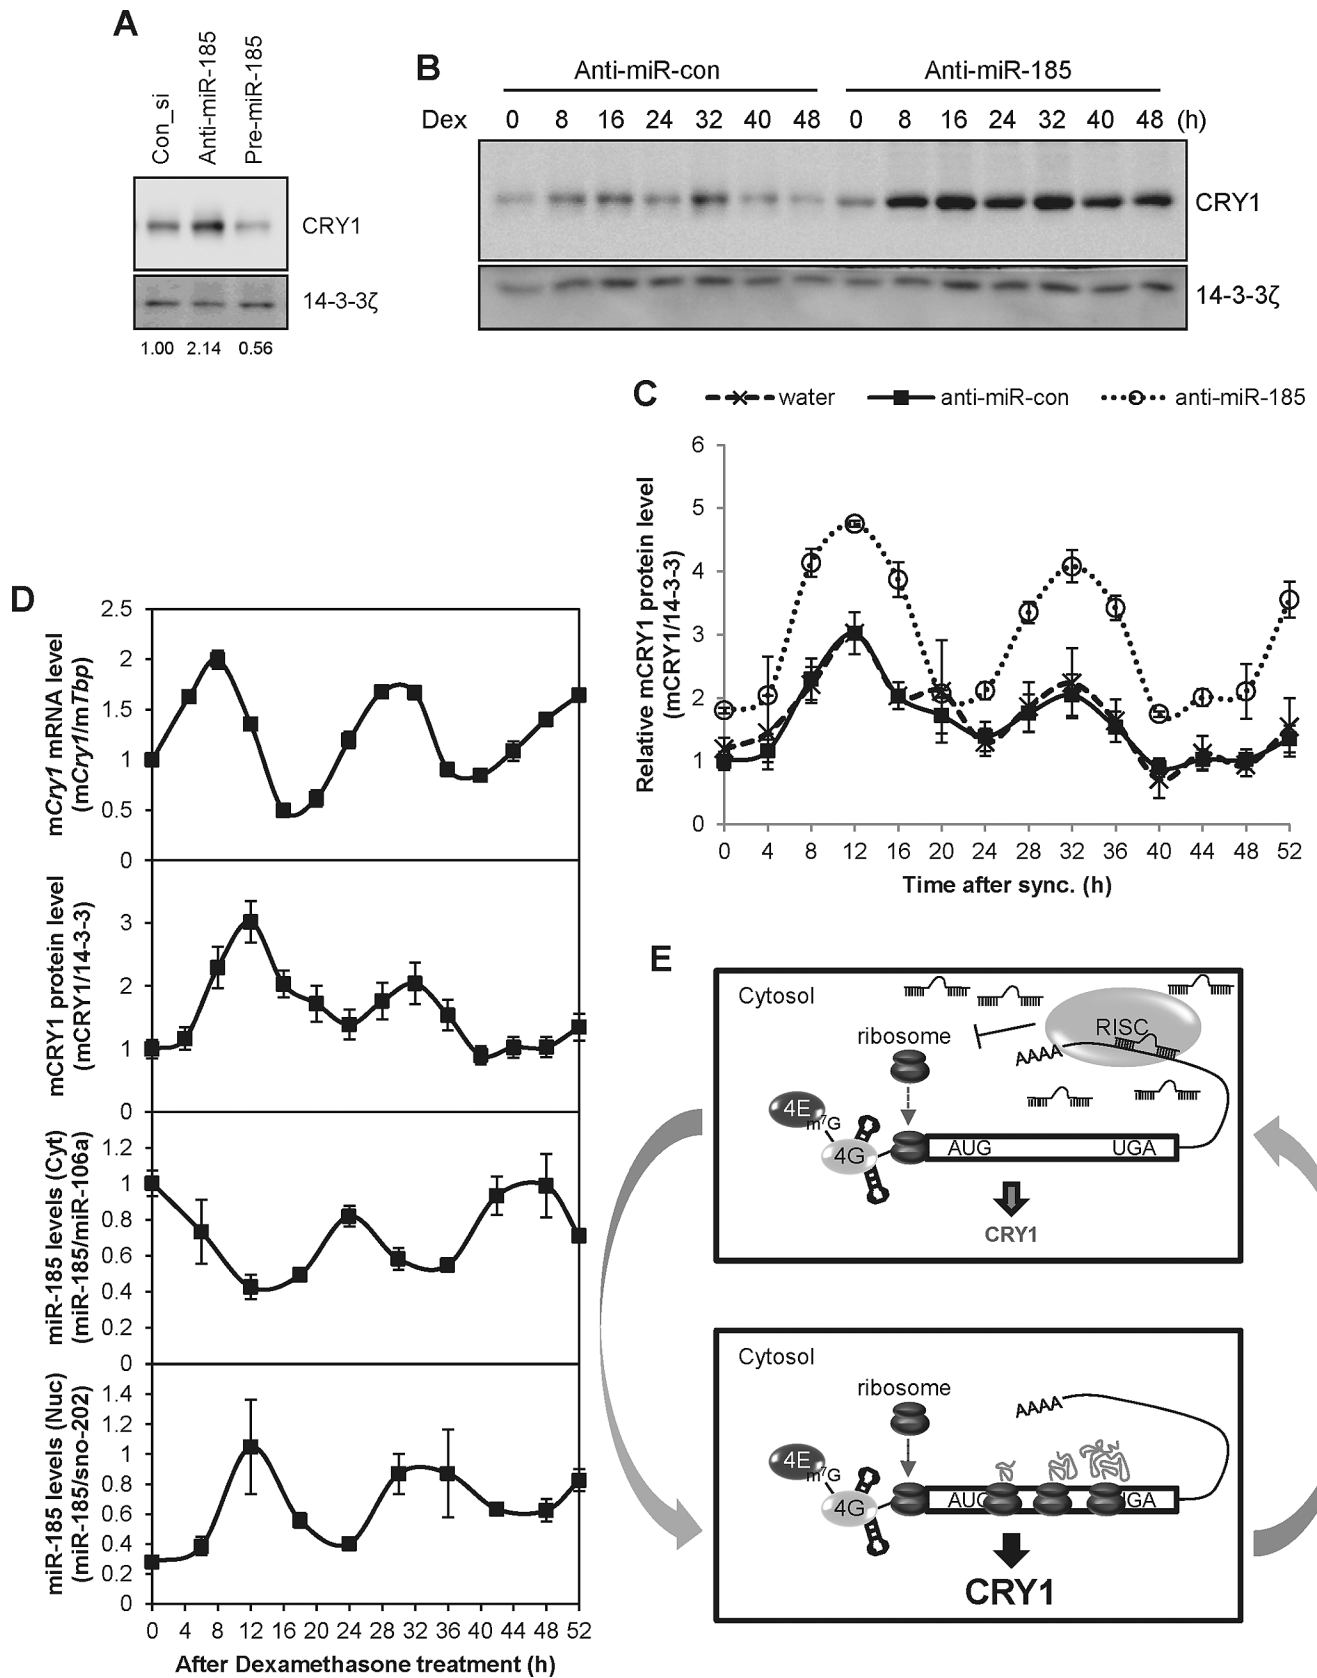 A
Con_si
Anti-miR-185
Pre-miR-185
CRY1
14-3-3ζ
1.00 2.14 0.56
B
Anti-miR-con Anti-miR-185
Dex 0 8 16 24 32 40 48 0 8 16 24 32 40 48 (h)
CRY1
14-3-3ζ
C
water anti-miR-con anti-miR-185
Relative mCRY1 protein level
(mCRY1/14-3-3)
6
5
4
3
2
1
0
0 4 8 12 16 20 24 28 32 36 40 44 48 52
Time after sync. (h)
D
mCry1 mRNA level
(mCry1/mTbp)
2.5
2
1.5
1
0.5
0
mCRY1 protein level
(mCRY1/14-3-3)
3
2
1
0
miR-185 levels (Cyt)
(miR-185/miR-106a)
1.2
1
0.8
0.6
0.4
0.2
0
miR-185 levels (Nuc)
(miR-185/sno-202)
1.4
1.2
1
0.8
0.6
0.4
0.2
0
0 4 8 12 16 20 24 28 32 36 40 44 48 52
After Dexamethasone treatment (h)
E
Cytosol
ribosome
RISC
AAAA
4E
m⁷G
4G
AUG UGA
CRY1
Cytosol
ribosome
AAAA
4E
m⁷G
4G
AUG UGA
CRY1